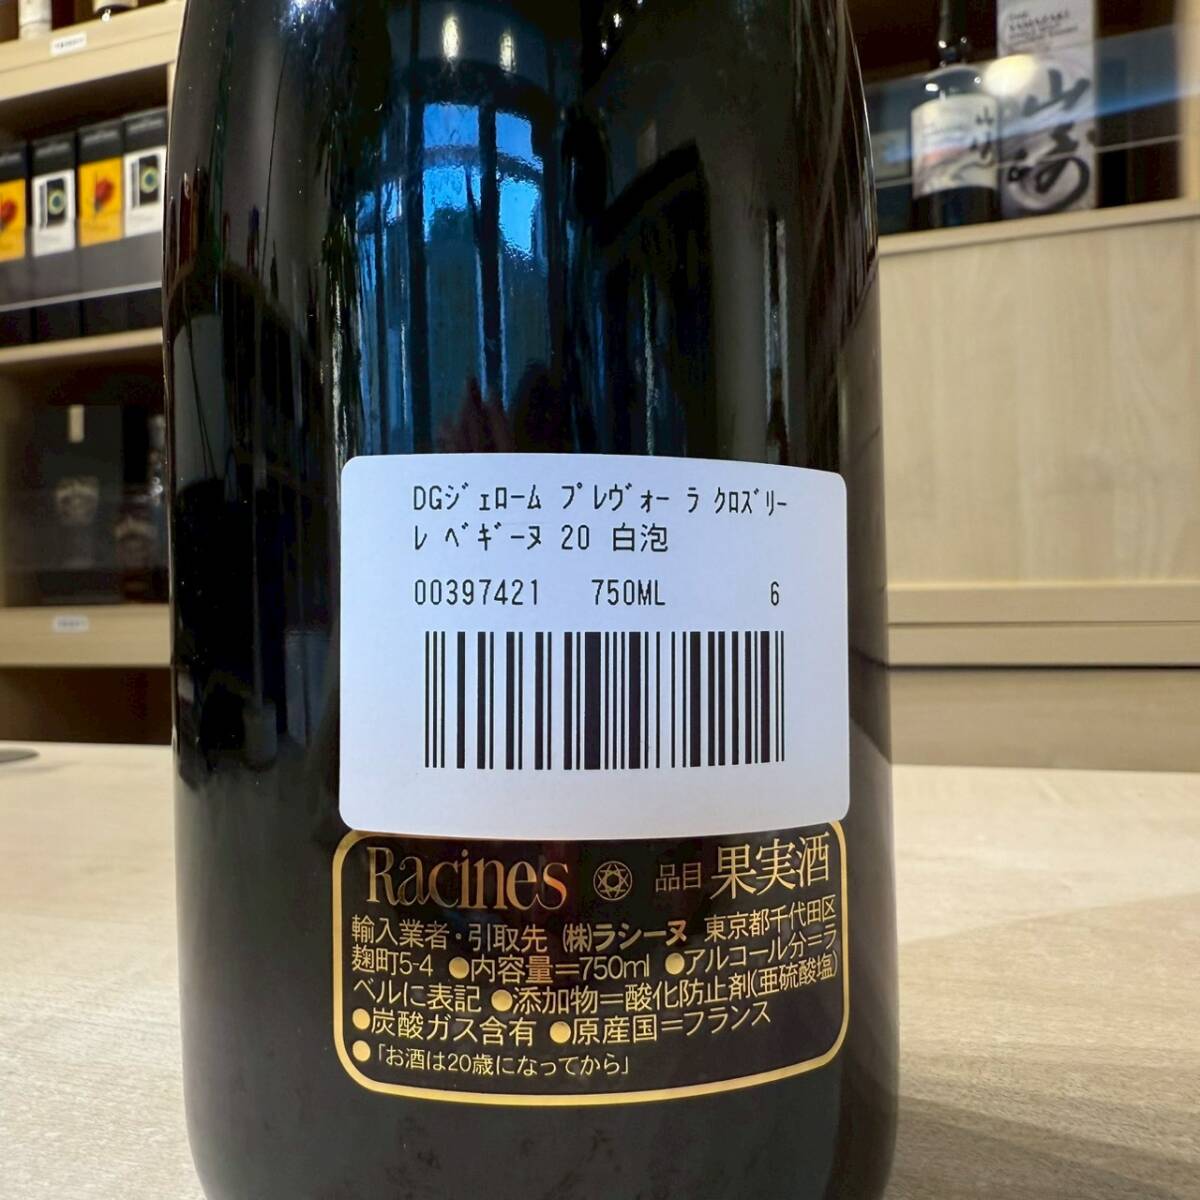 DGｼﾞｪﾛｰﾑ ﾌﾟﾚｳﾞｫｰ ﾗ ｸﾛｽﾞﾘｰ
ﾚ ﾍﾞｷﾞｰﾇ 20 白泡
00397421 750ML 6
Racines 品目 果実酒
輸入業者・引取先 ㈱ラシーヌ 東京都千代田区
麹町5-4 ●内容量=750ml ●アルコール分=ラ
ベルに表記 ●添加物=酸化防止剤(亜硫酸塩)
●炭酸ガス含有 ●原産国=フランス
●「お酒は20歳になってから」
山崎